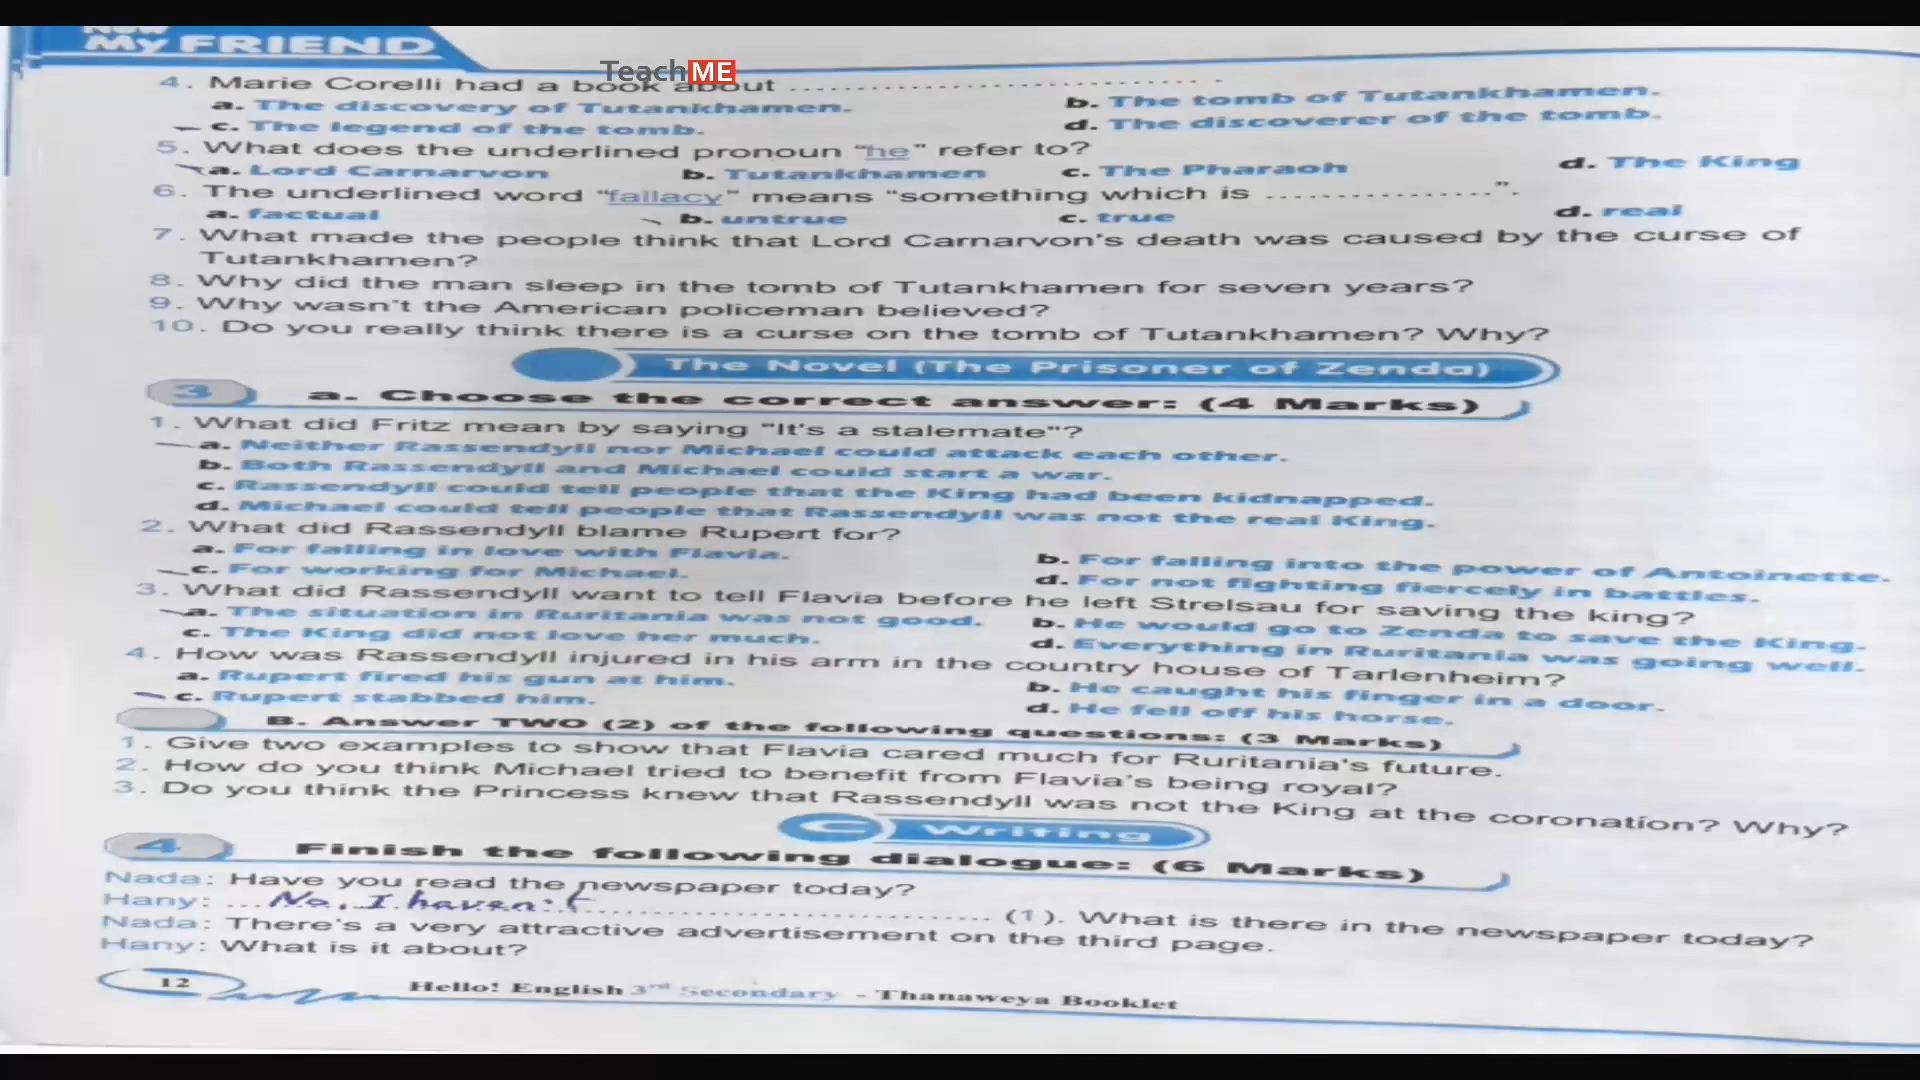 New
My FRIEND
TeachME
4. Marie Corelli had a book about ..............................
a. The discovery of Tutankhamen. b. The tomb of Tutankhamen.
c. The legend of the tomb. d. The discoverer of the tomb.
5. What does the underlined pronoun "he" refer to?
a. Lord Carnarvon b. Tutankhamen c. The Pharaoh d. The King
6. The underlined word "fallacy" means "something which is ..................".
a. factual b. untrue c. true d. real
7. What made the people think that Lord Carnarvon's death was caused by the curse of
Tutankhamen?
8. Why did the man sleep in the tomb of Tutankhamen for seven years?
9. Why wasn't the American policeman believed?
10. Do you really think there is a curse on the tomb of Tutankhamen? Why?
The Novel (The Prisoner of Zenda)
3 a. Choose the correct answer: (4 Marks)
1. What did Fritz mean by saying "It's a stalemate"?
a. Neither Rassendyll nor Michael could attack each other.
b. Both Rassendyll and Michael could start a war.
c. Rassendyll could tell people that the King had been kidnapped.
d. Michael could tell people that Rassendyll was not the real King.
2. What did Rassendyll blame Rupert for?
a. For falling in love with Flavia. b. For falling into the power of Antoinette.
c. For working for Michael. d. For not fighting fiercely in battles.
3. What did Rassendyll want to tell Flavia before he left Strelsau for saving the king?
a. The situation in Ruritania was not good. b. He would go to Zenda to save the King.
c. The King did not love her much. d. Everything in Ruritania was going well.
4. How was Rassendyll injured in his arm in the country house of Tarlenheim?
a. Rupert fired his gun at him. b. He caught his finger in a door.
c. Rupert stabbed him. d. He fell off his horse.
B. Answer TWO (2) of the following questions: (3 Marks)
1. Give two examples to show that Flavia cared much for Ruritania's future.
2. How do you think Michael tried to benefit from Flavia's being royal?
3. Do you think the Princess knew that Rassendyll was not the King at the coronation? Why?
C Writing
4 Finish the following dialogue: (6 Marks)
Nada: Have you read the newspaper today?
Hany: ... No, I haven't .............................. (1). What is there in the newspaper today?
Nada: There's a very attractive advertisement on the third page.
Hany: What is it about?
12 Hello! English 3rd Secondary - Thanaweya Booklet